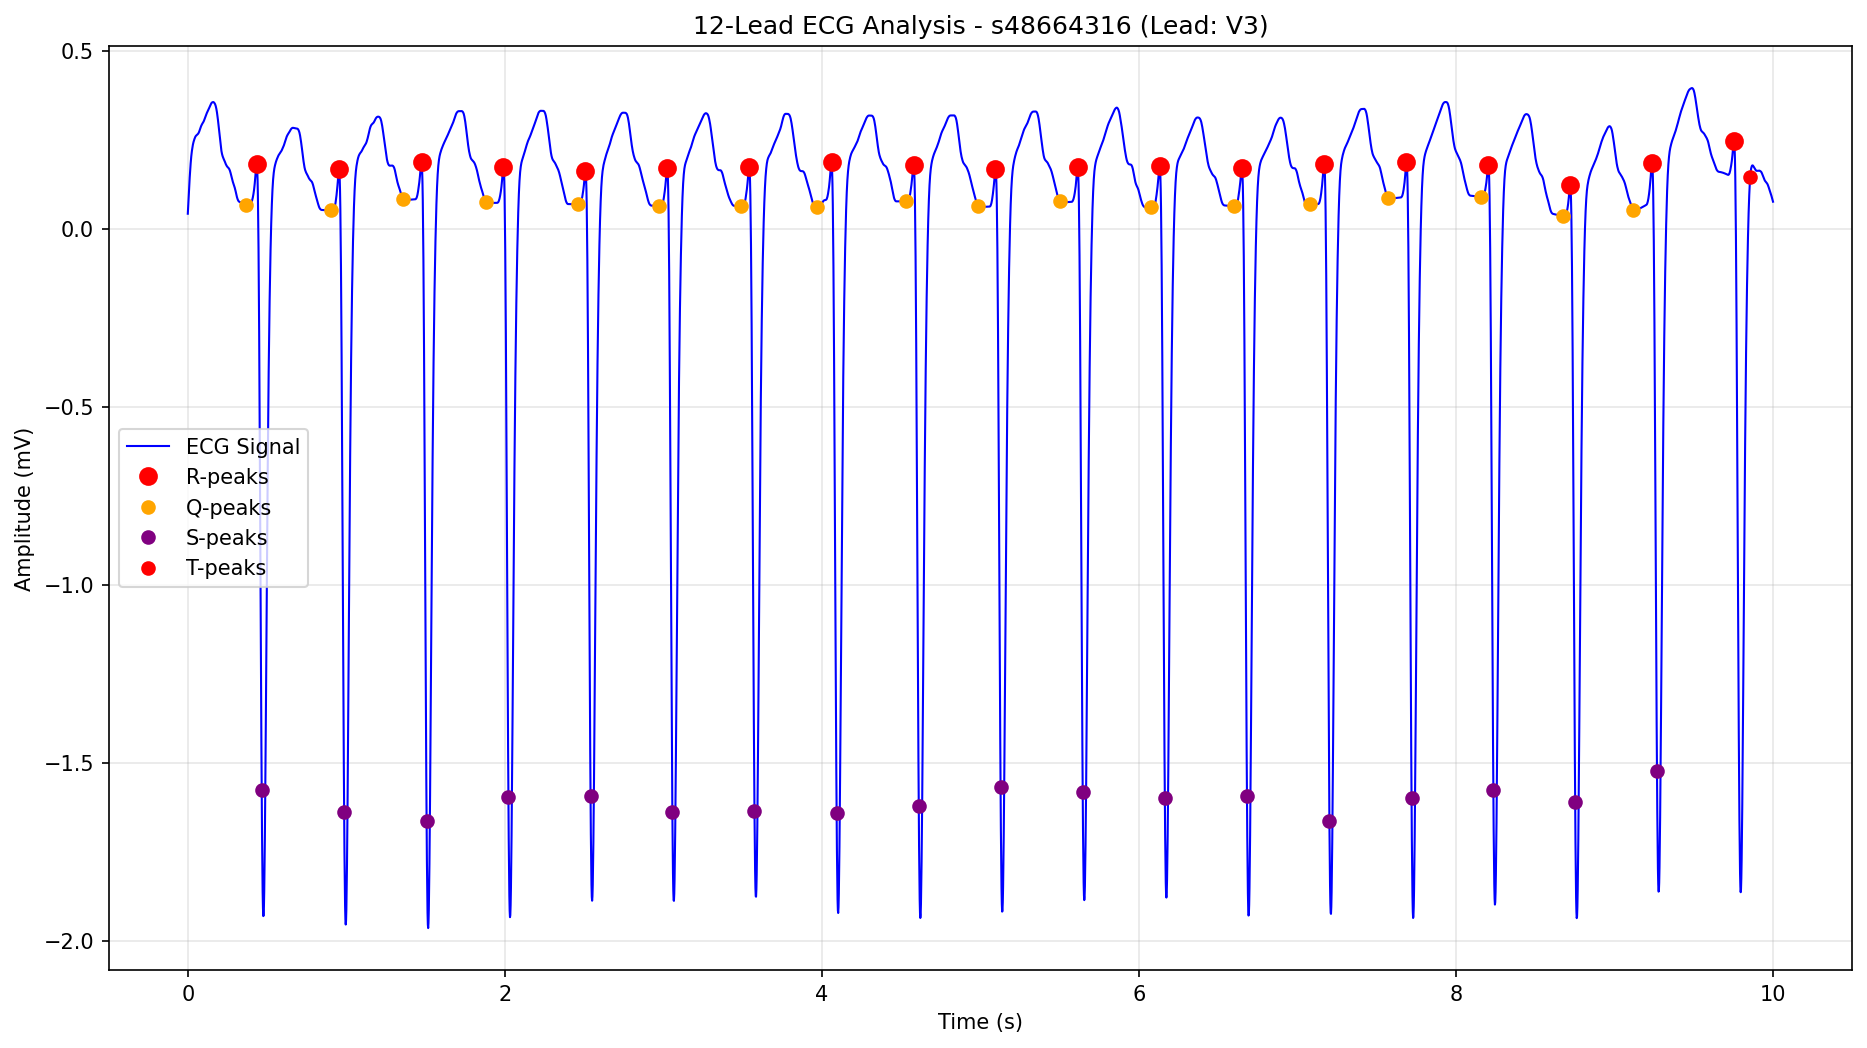 12-Lead ECG Analysis - s48664316 (Lead: V3)
0.5
0.0
−0.5
−1.0
−1.5
−2.0
Amplitude (mV)
ECG Signal
R-peaks
Q-peaks
S-peaks
T-peaks
0
2
4
6
8
10
Time (s)